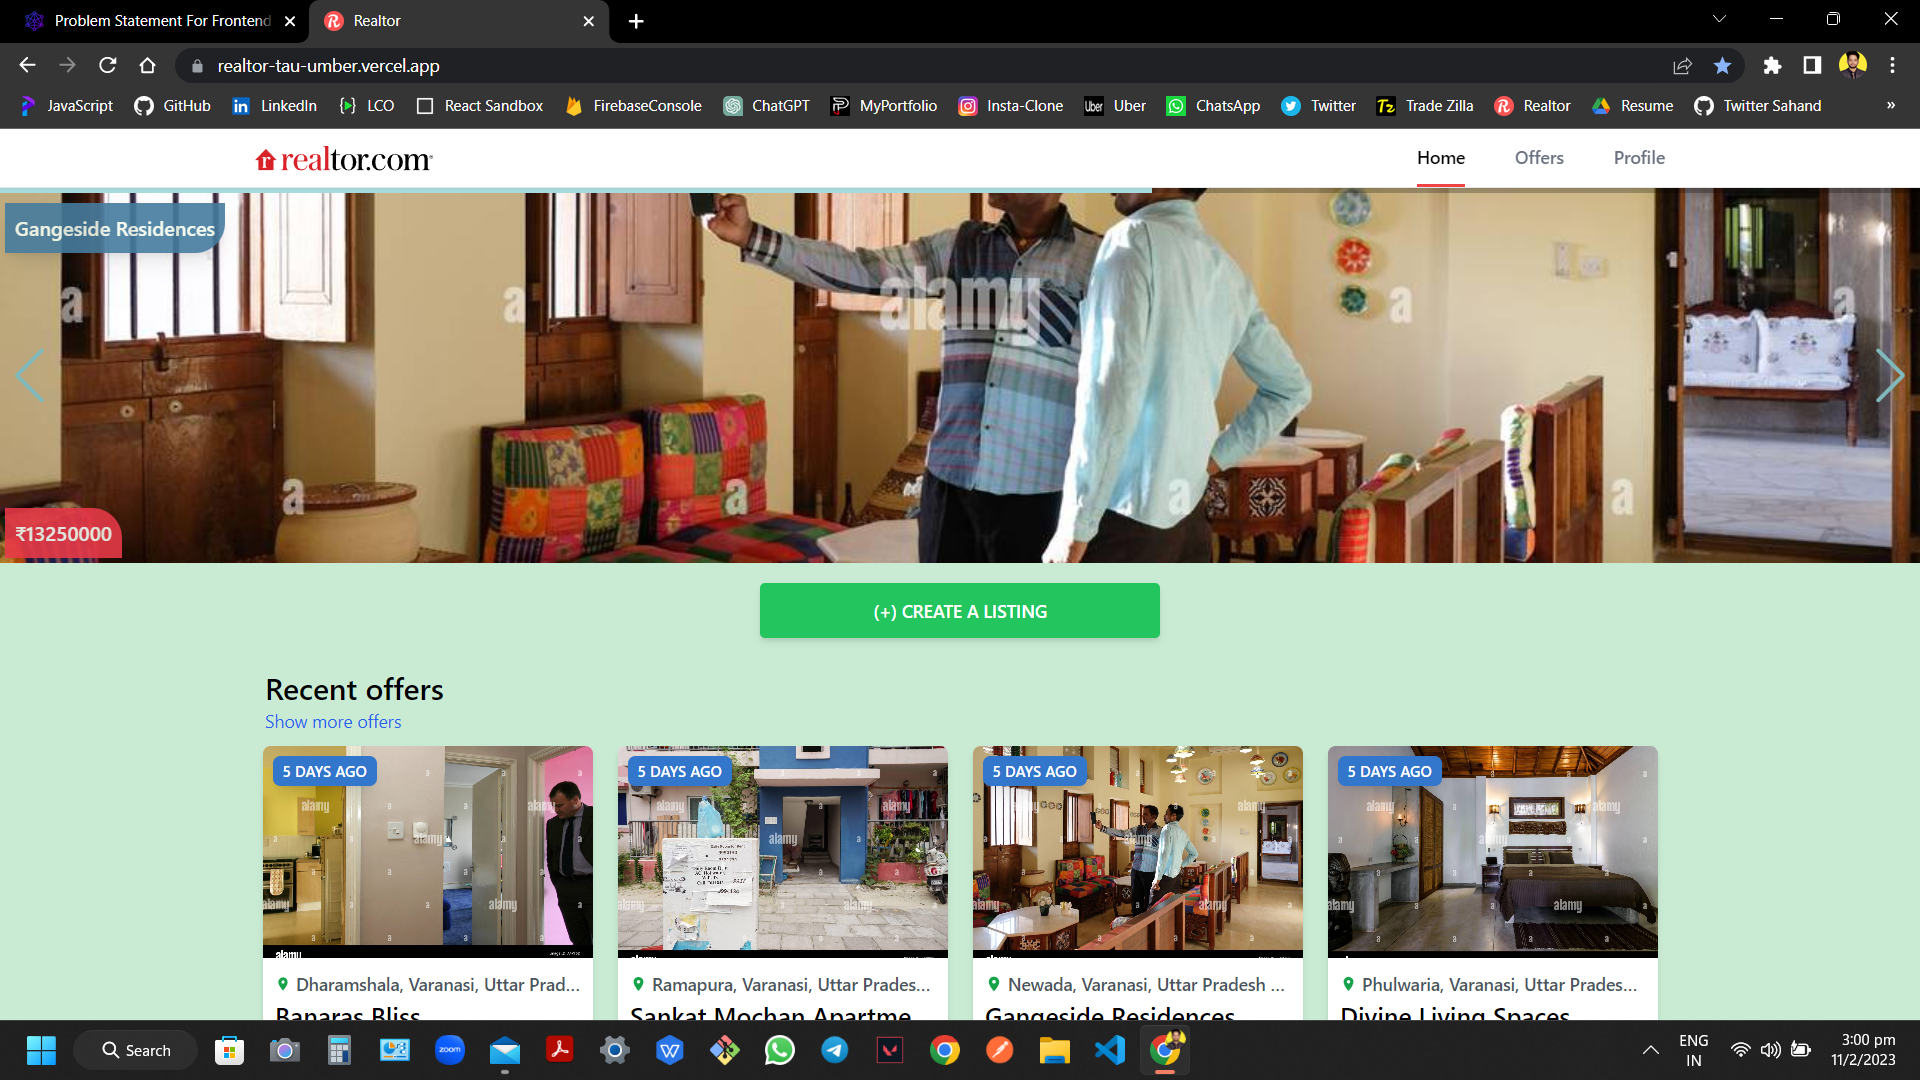 Problem Statement For Frontend
Realtor
realtor-tau-umber.vercel.app
JavaScript
GitHub
LinkedIn
LCO
React Sandbox
FirebaseConsole
ChatGPT
MyPortfolio
Insta-Clone
Uber
ChatsApp
Twitter
Trade Zilla
Realtor
Resume
Twitter Sahand
»
realtor.com
Home
Offers
Profile
Gangeside Residences
alamy
₹13250000
(+) CREATE A LISTING
Recent offers
Show more offers
5 DAYS AGO
5 DAYS AGO
5 DAYS AGO
5 DAYS AGO
Dharamshala, Varanasi, Uttar Prad...
Ramapura, Varanasi, Uttar Prades...
Newada, Varanasi, Uttar Pradesh ...
Phulwaria, Varanasi, Uttar Prades...
Banaras Bliss
Sankat Mochan Apartme
Gangeside Residences
Divine Living Spaces
Search
zoom
ENG
IN
3:00 pm
11/2/2023